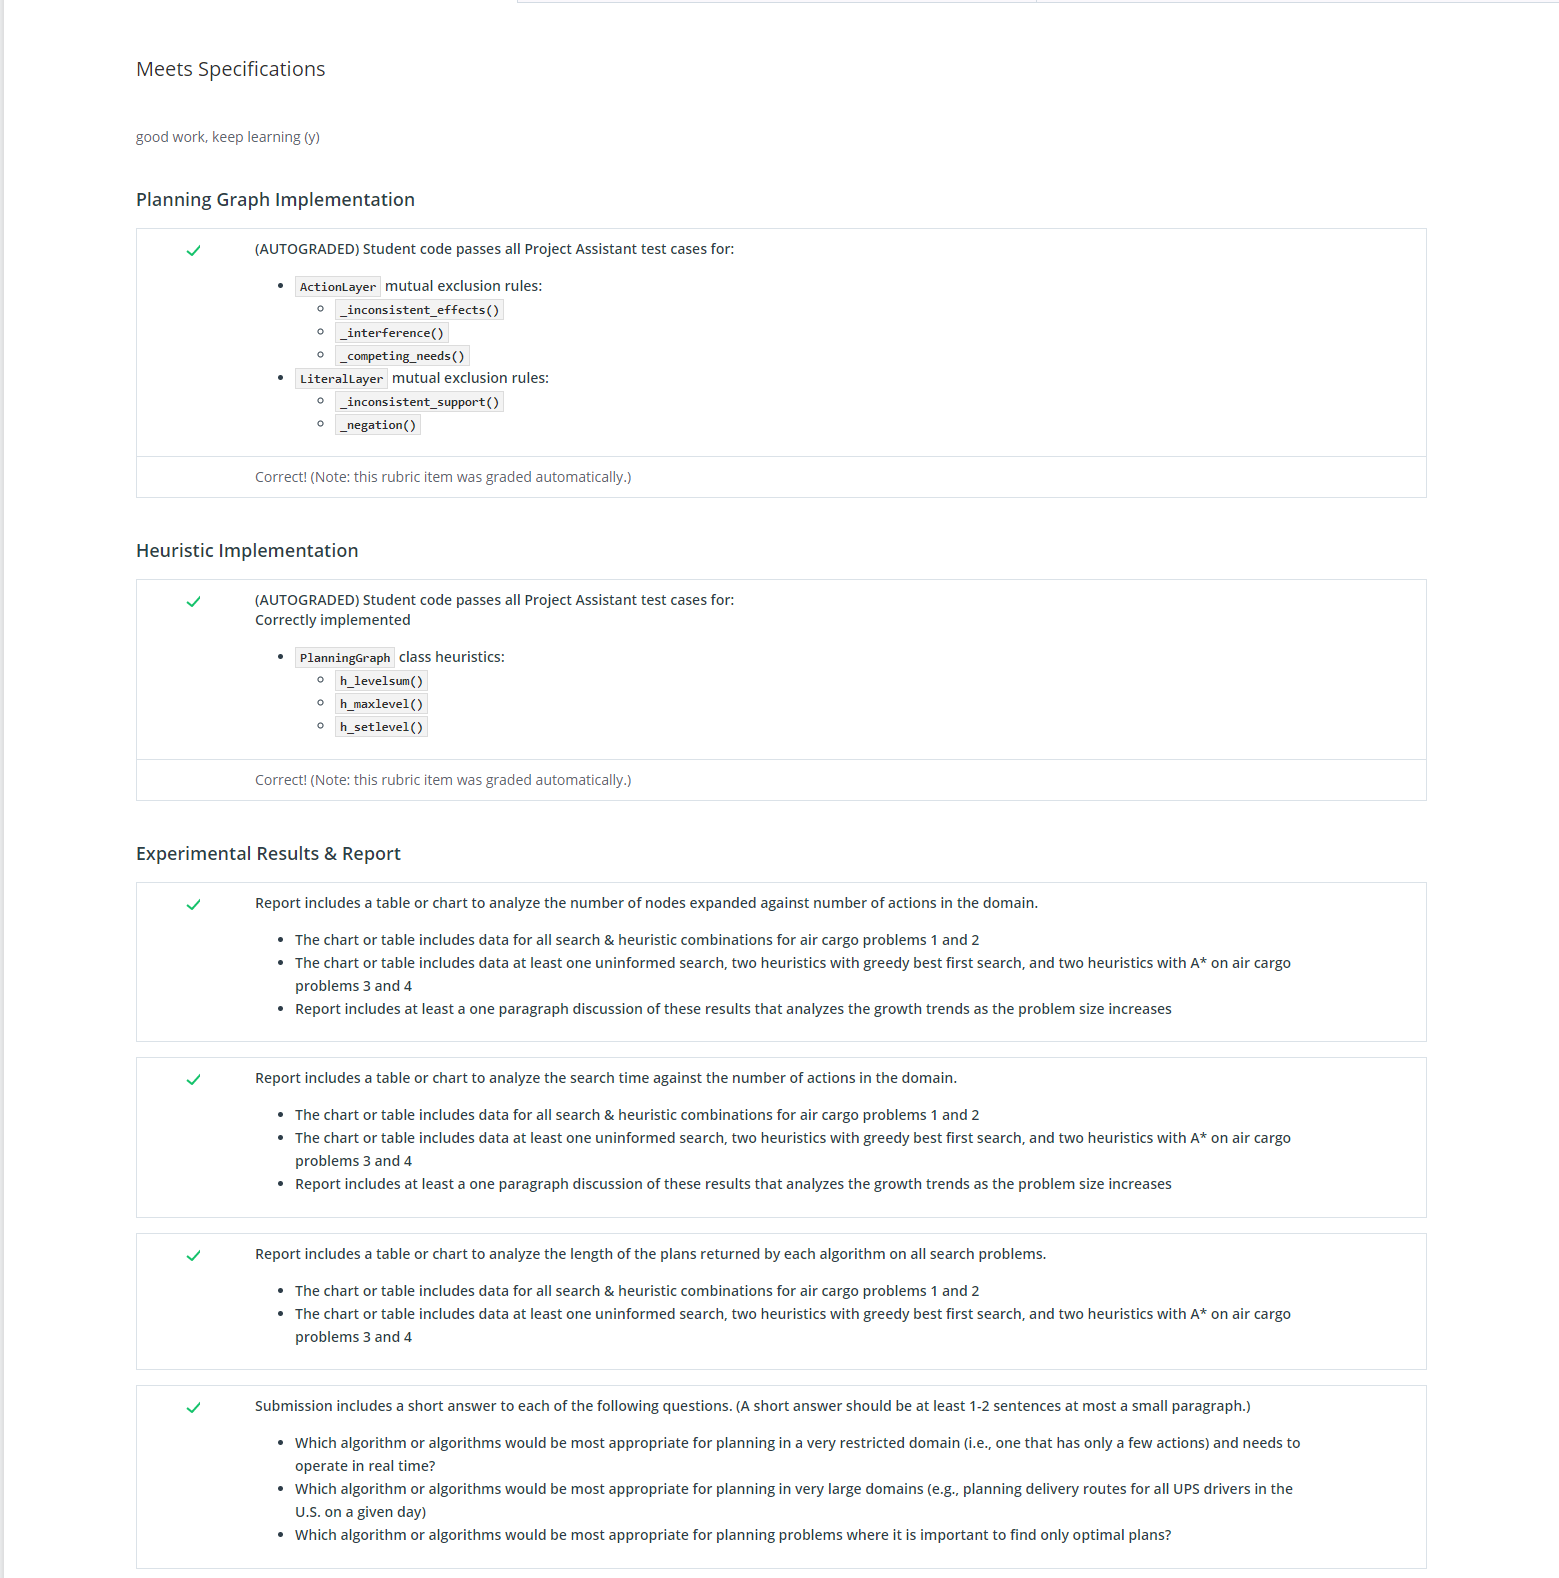 Meets Specifications
good work, keep learning (y)
Planning Graph Implementation
(AUTOGRADED) Student code passes all Project Assistant test cases for:
ActionLayer mutual exclusion rules:
_inconsistent_effects()
_interference()
_competing_needs()
LiteralLayer mutual exclusion rules:
_inconsistent_support()
_negation()
Correct! (Note: this rubric item was graded automatically.)
Heuristic Implementation
(AUTOGRADED) Student code passes all Project Assistant test cases for:
Correctly implemented
PlanningGraph class heuristics:
h_levelsum()
h_maxlevel()
h_setlevel()
Correct! (Note: this rubric item was graded automatically.)
Experimental Results & Report
Report includes a table or chart to analyze the number of nodes expanded against number of actions in the domain.
The chart or table includes data for all search & heuristic combinations for air cargo problems 1 and 2
The chart or table includes data at least one uninformed search, two heuristics with greedy best first search, and two heuristics with A* on air cargo
problems 3 and 4
Report includes at least a one paragraph discussion of these results that analyzes the growth trends as the problem size increases
Report includes a table or chart to analyze the search time against the number of actions in the domain.
The chart or table includes data for all search & heuristic combinations for air cargo problems 1 and 2
The chart or table includes data at least one uninformed search, two heuristics with greedy best first search, and two heuristics with A* on air cargo
problems 3 and 4
Report includes at least a one paragraph discussion of these results that analyzes the growth trends as the problem size increases
Report includes a table or chart to analyze the length of the plans returned by each algorithm on all search problems.
The chart or table includes data for all search & heuristic combinations for air cargo problems 1 and 2
The chart or table includes data at least one uninformed search, two heuristics with greedy best first search, and two heuristics with A* on air cargo
problems 3 and 4
Submission includes a short answer to each of the following questions. (A short answer should be at least 1-2 sentences at most a small paragraph.)
Which algorithm or algorithms would be most appropriate for planning in a very restricted domain (i.e., one that has only a few actions) and needs to
operate in real time?
Which algorithm or algorithms would be most appropriate for planning in very large domains (e.g., planning delivery routes for all UPS drivers in the
U.S. on a given day)
Which algorithm or algorithms would be most appropriate for planning problems where it is important to find only optimal plans?